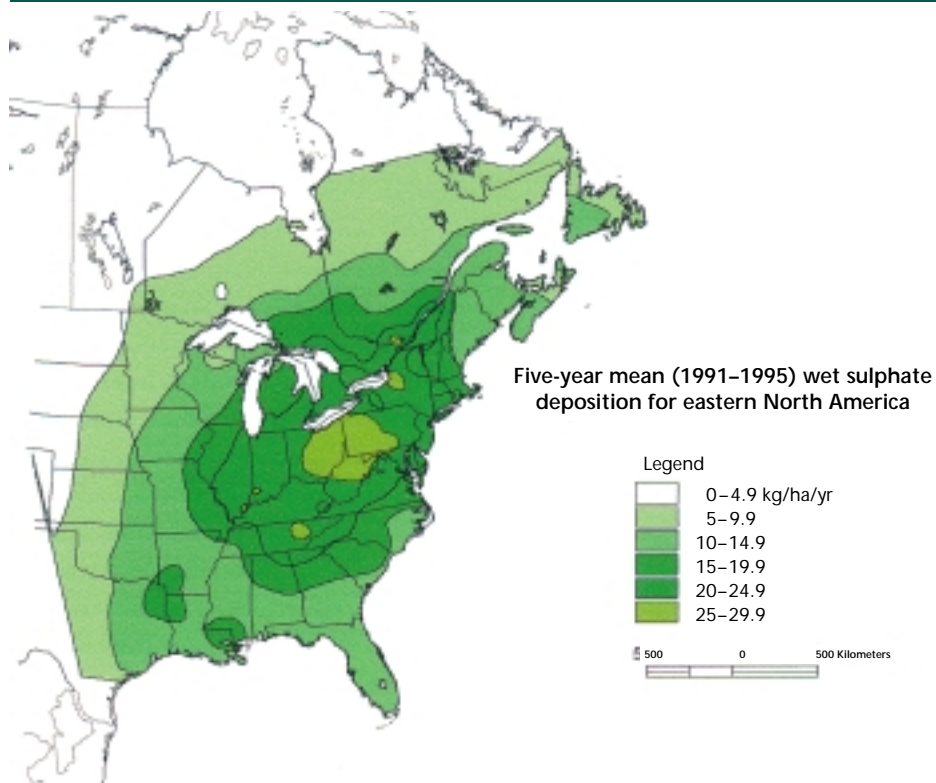 Five-year mean (1991–1995) wet sulphate
deposition for eastern North America
Legend
0–4.9 kg/ha/yr
5–9.9
10–14.9
15–19.9
20–24.9
25–29.9
500 0 500 Kilometers